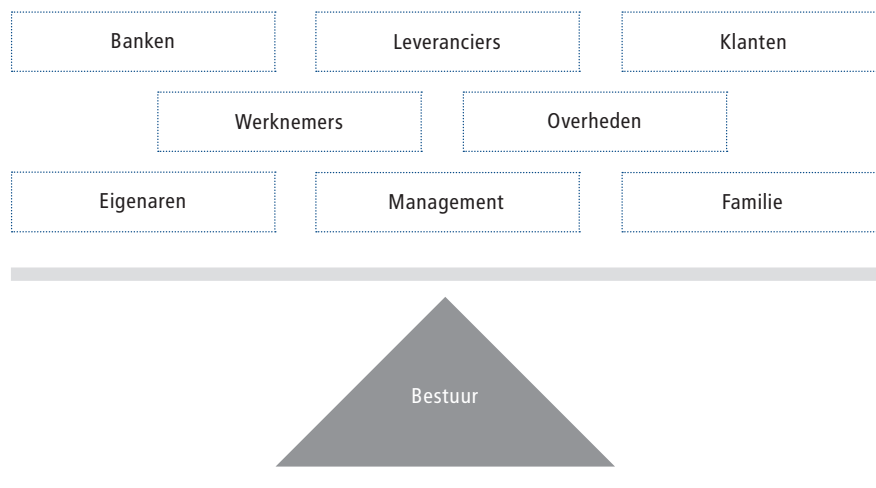 Banken Leveranciers Klanten
Werknemers Overheden
Eigenaren Management Familie
Bestuur